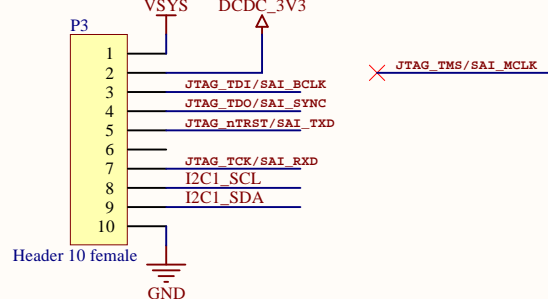 VSYS
DCDC_3V3
P3
1
2
JTAG_TMS/SAI_MCLK
3
JTAG_TDI/SAI_BCLK
4
JTAG_TDO/SAI_SYNC
5
JTAG_nTRST/SAI_TXD
6
7
JTAG_TCK/SAI_RXD
8
I2C1_SCL
9
I2C1_SDA
10
Header 10 female
GND